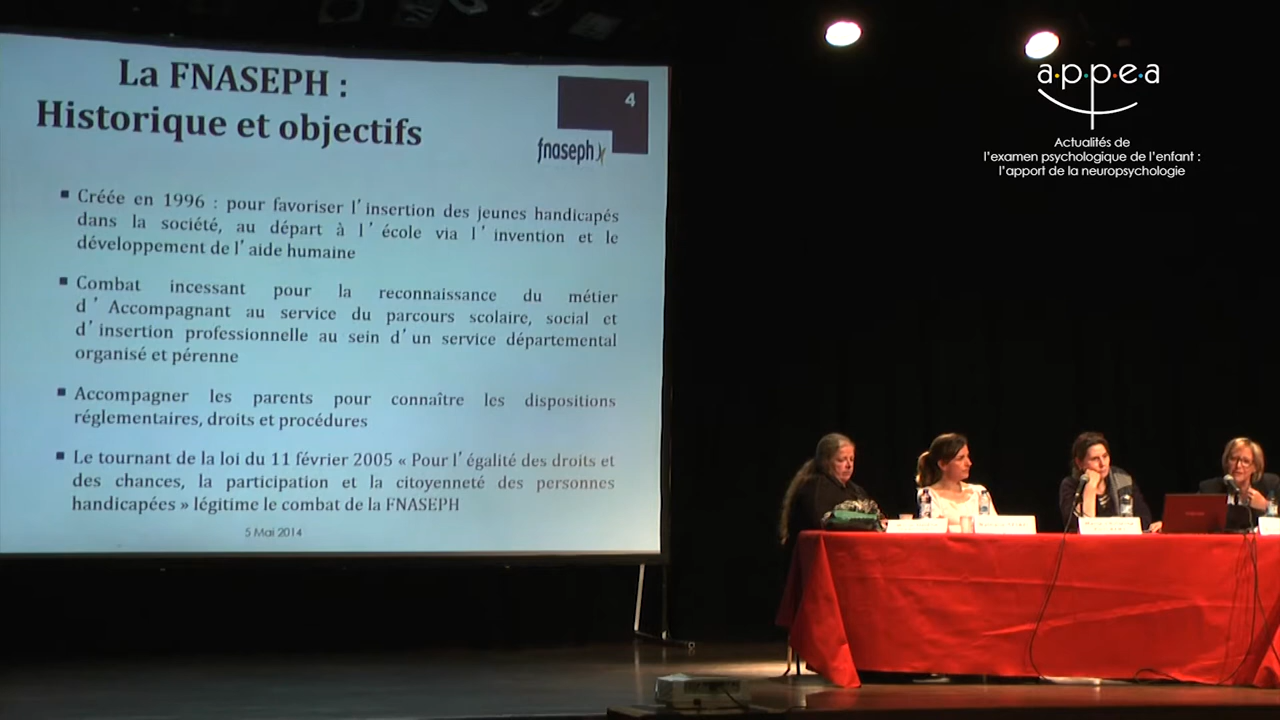 La FNASEPH :
Historique et objectifs
4
fnaseph
▪ Créée en 1996 : pour favoriser l'insertion des jeunes handicapés
dans la société, au départ à l'école via l'invention et le
développement de l'aide humaine
▪ Combat incessant pour la reconnaissance du métier
d'Accompagnant au service du parcours scolaire, social et
d'insertion professionnelle au sein d'un service départemental
organisé et pérenne
▪ Accompagner les parents pour connaître les dispositions
réglementaires, droits et procédures
▪ Le tournant de la loi du 11 février 2005 « Pour l'égalité des droits et
des chances, la participation et la citoyenneté des personnes
handicapées » légitime le combat de la FNASEPH
5 Mai 2014
a·p·p·e·a
Actualités de
l'examen psychologique de l'enfant :
l'apport de la neuropsychologie